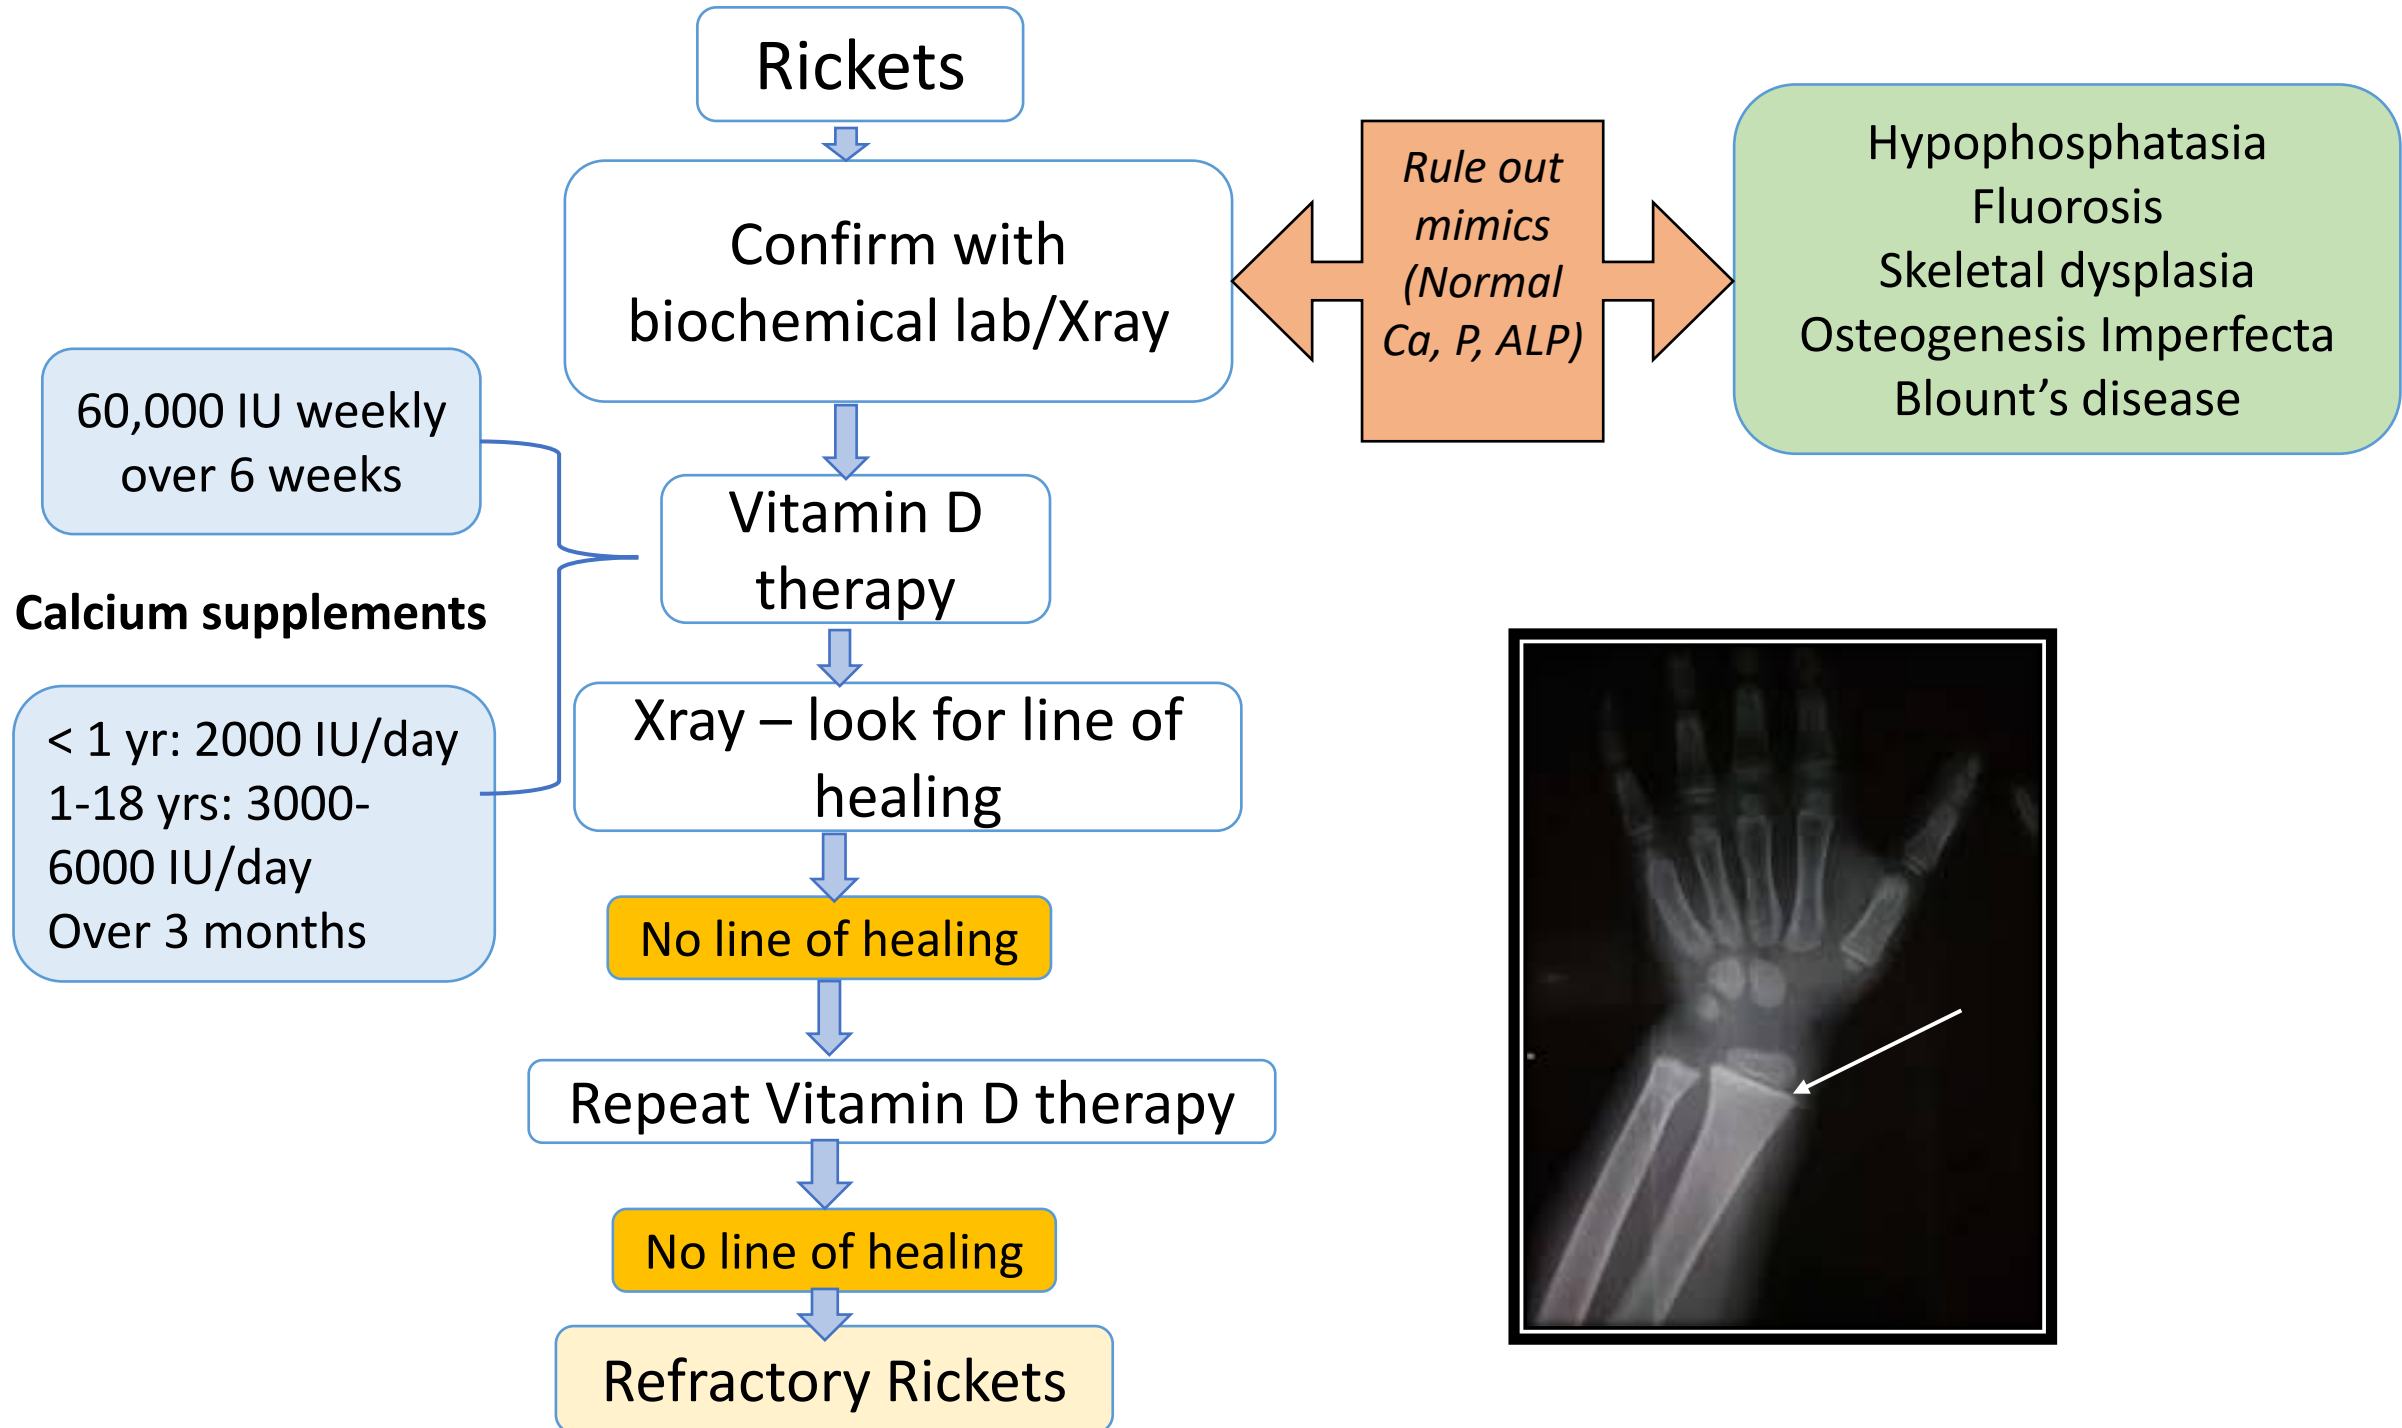 Rickets
Confirm with
biochemical lab/Xray
Rule out
mimics
(Normal
Ca, P, ALP)
Hypophosphatasia
Fluorosis
Skeletal dysplasia
Osteogenesis Imperfecta
Blount’s disease
60,000 IU weekly
over 6 weeks
Calcium supplements
< 1 yr: 2000 IU/day
1-18 yrs: 3000-
6000 IU/day
Over 3 months
Vitamin D
therapy
Xray – look for line of
healing
No line of healing
Repeat Vitamin D therapy
No line of healing
Refractory Rickets